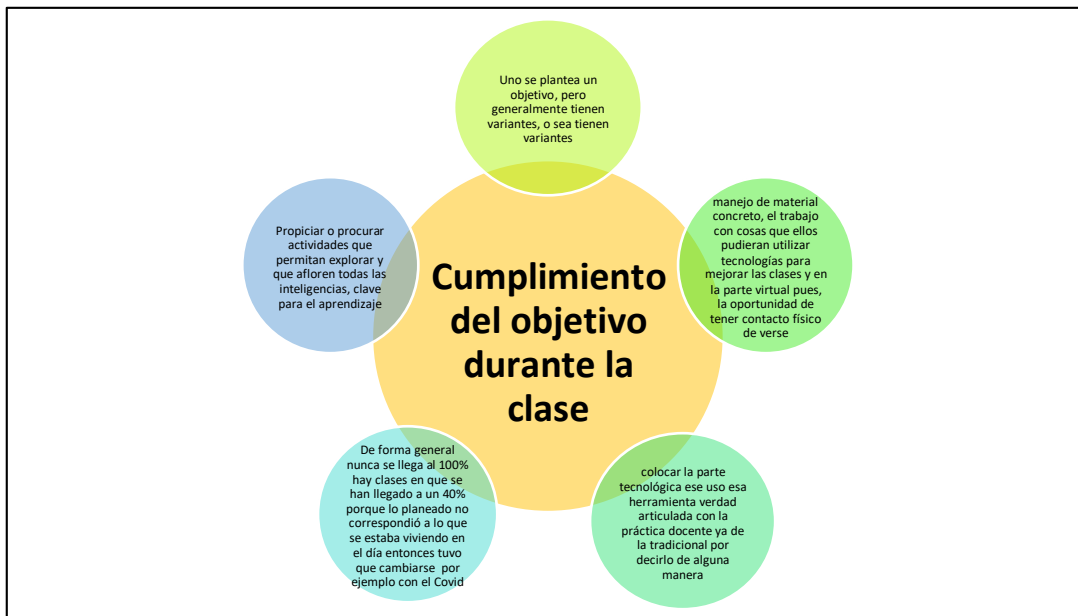 Uno se plantea un
objetivo, pero
generalmente tienen
variantes, o sea tienen
variantes
manejo de material
concreto, el trabajo
con cosas que ellos
pudieran utilizar
tecnologías para
mejorar las clases y en
la parte virtual pues,
la oportunidad de
tener contacto físico
de verse
colocar la parte
tecnológica ese uso esa
herramienta verdad
articulada con la
práctica docente ya de
la tradicional por
decirlo de alguna
manera
De forma general
nunca se llega al 100%
hay clases en que se
han llegado a un 40%
porque lo planeado no
correspondió a lo que
se estaba viviendo en
el día entonces tuvo
que cambiarse por
ejemplo con el Covid
Propiciar o procurar
actividades que
permitan explorar y
que afloren todas las
inteligencias, clave
para el aprendizaje
Cumplimiento
del objetivo
durante la
clase